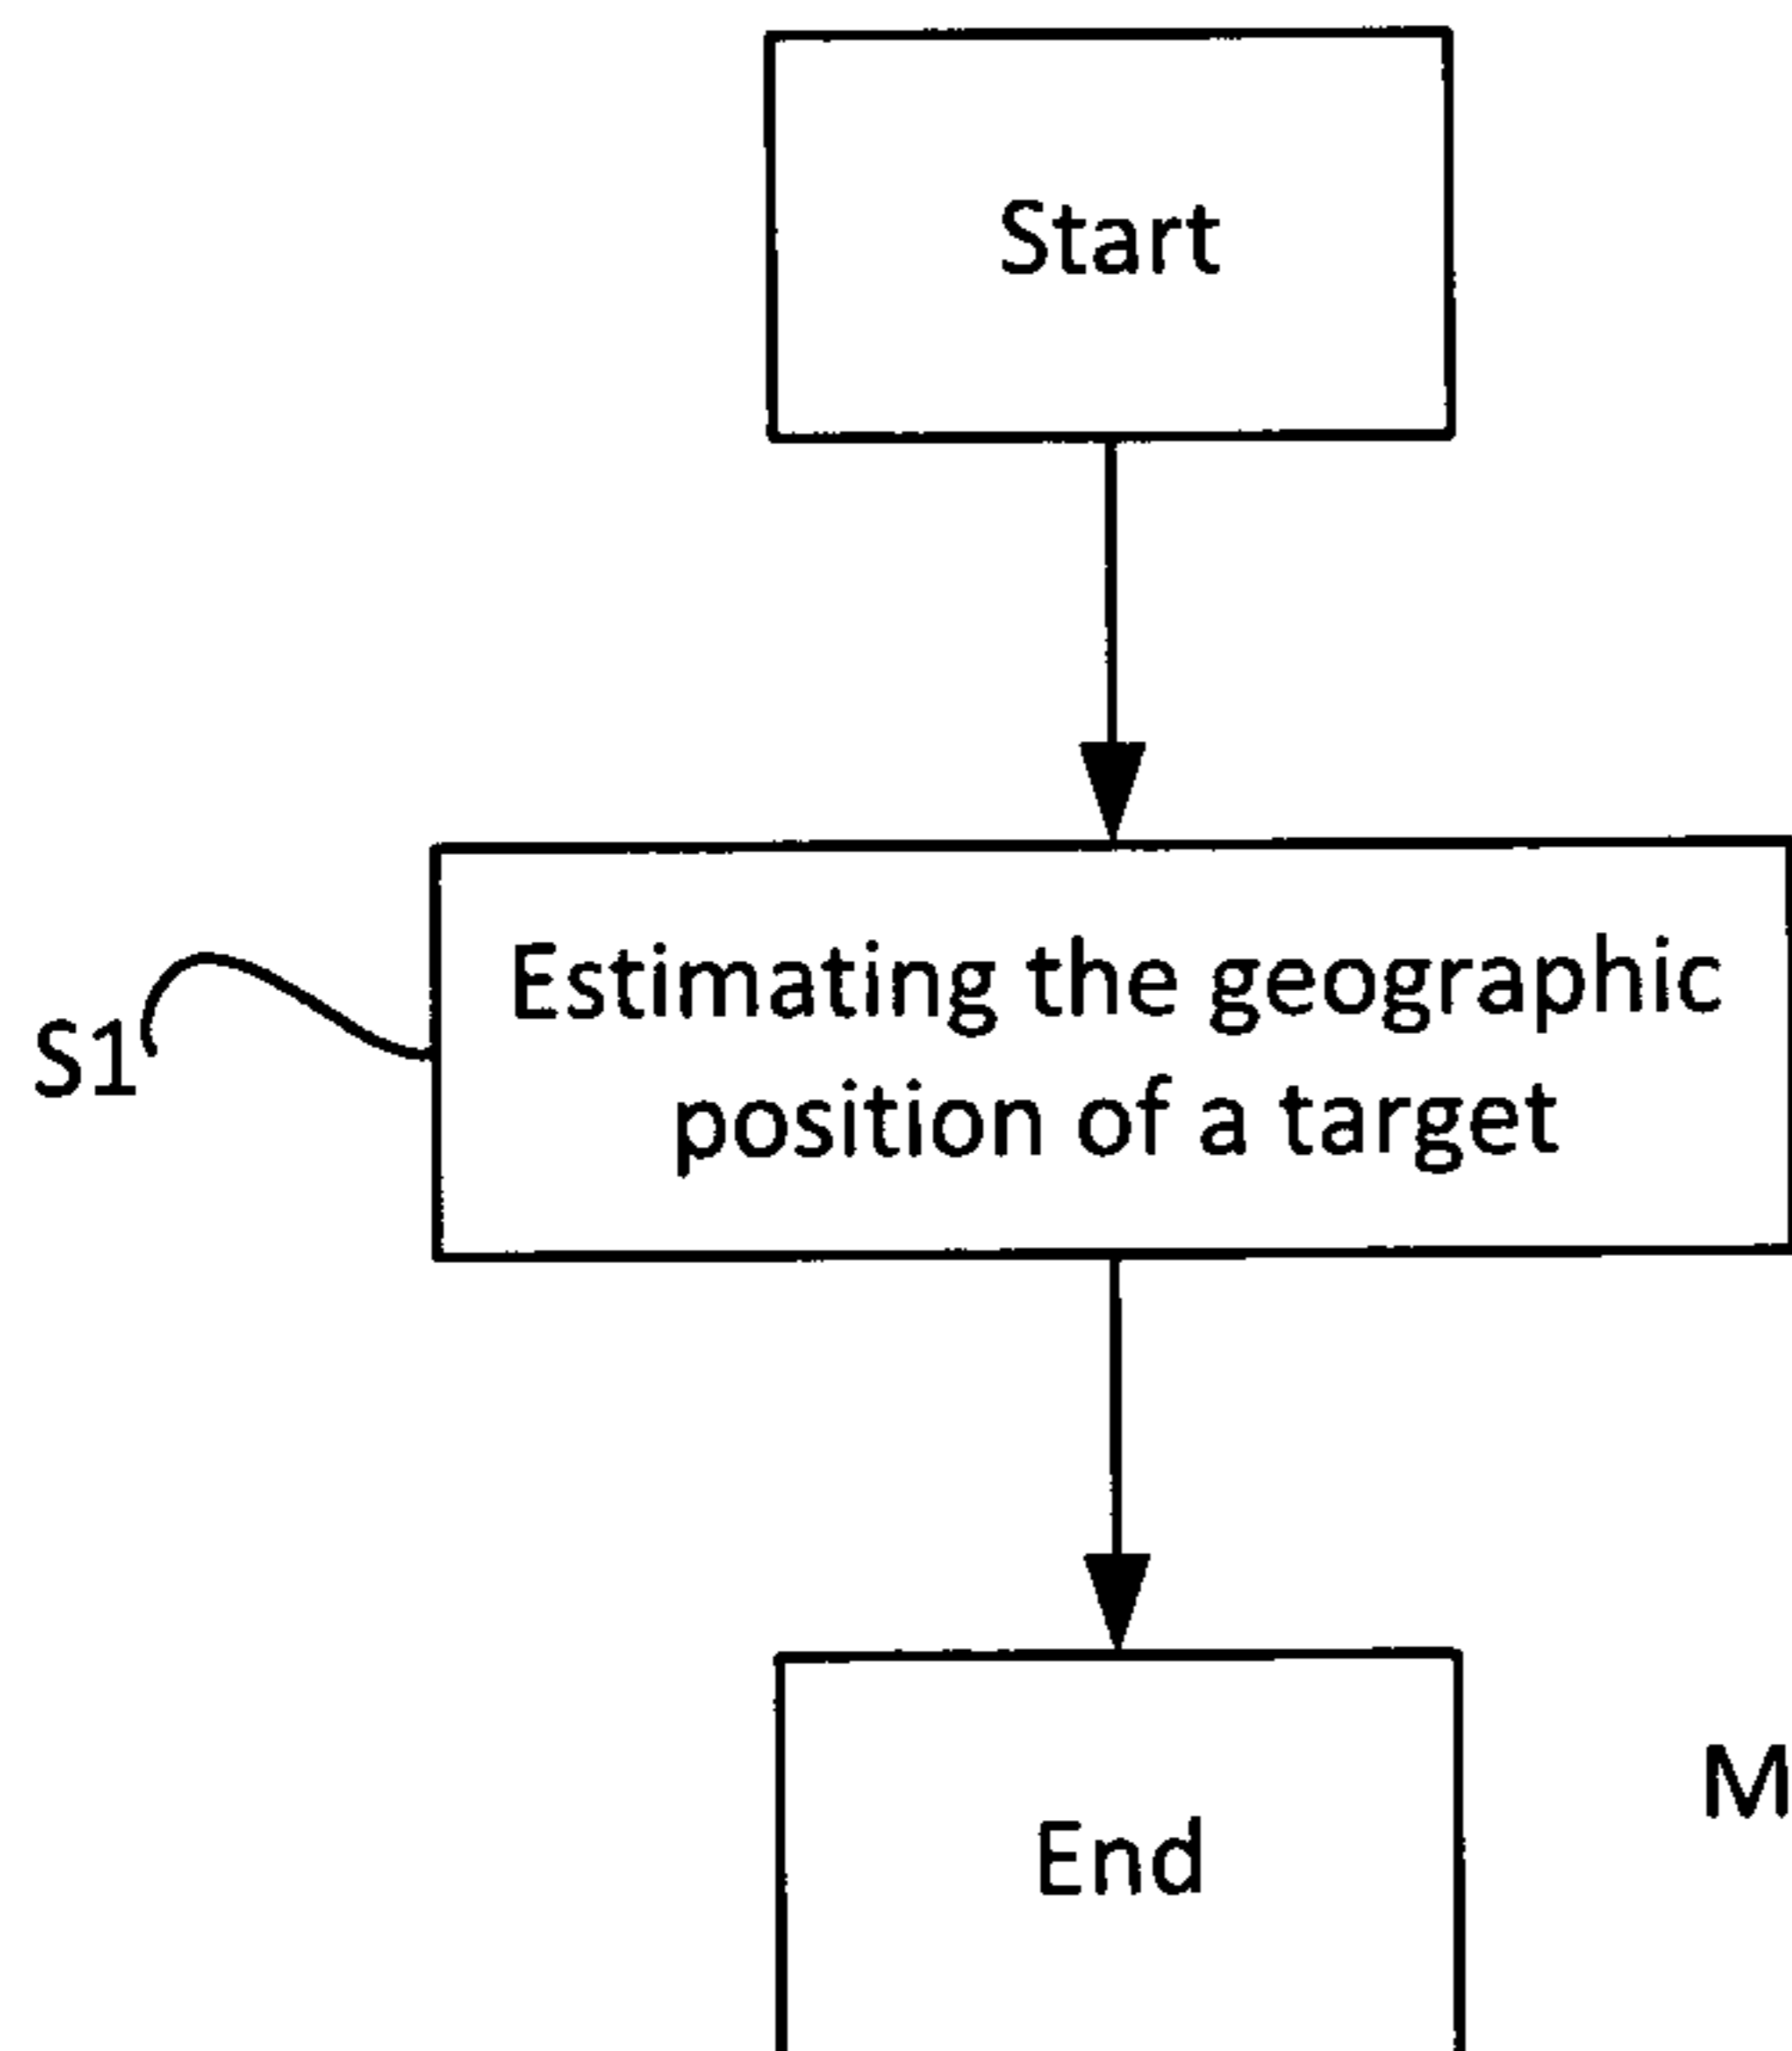 Start
Estimating the geographic
position of a target
S1
M
End